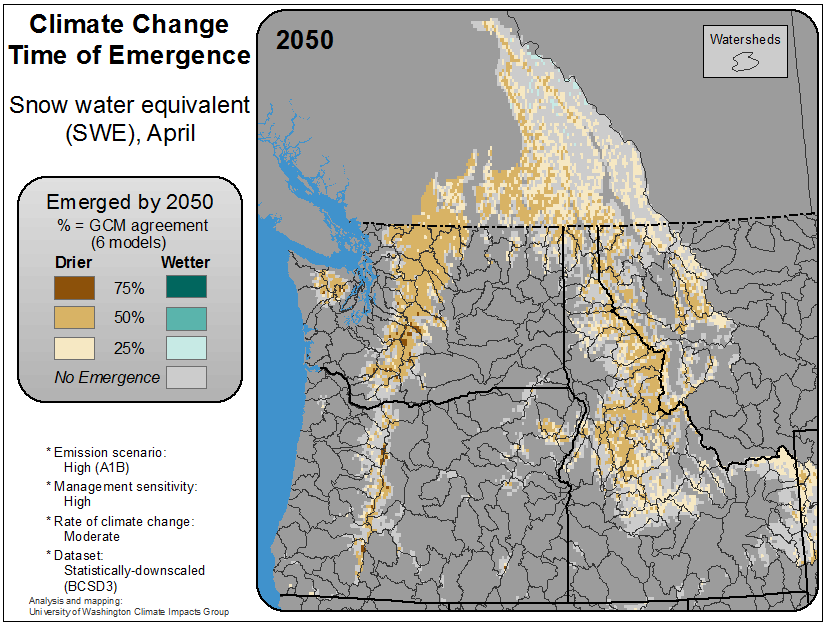 Climate Change
Time of Emergence
Snow water equivalent
(SWE), April
Emerged by 2050
% = GCM agreement
(6 models)
Drier Wetter
75%
50%
25%
No Emergence
* Emission scenario:
High (A1B)
* Management sensitivity:
High
* Rate of climate change:
Moderate
* Dataset:
Statistically-downscaled
(BCSD3)
Analysis and mapping:
University of Washington Climate Impacts Group
2050
Watersheds